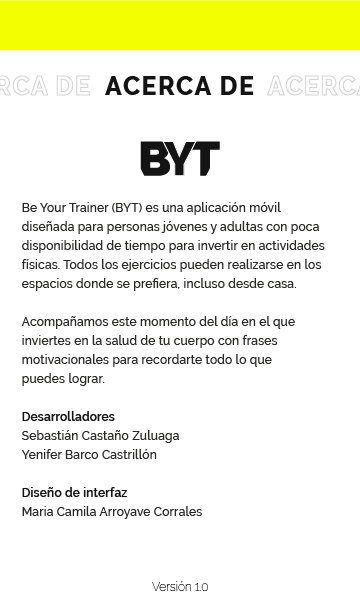 RCA DE ACERCA DE ACERCA
BYT
Be Your Trainer (BYT) es una aplicación móvil
diseñada para personas jóvenes y adultas con poca
disponibilidad de tiempo para invertir en actividades
físicas. Todos los ejercicios pueden realizarse en los
espacios donde se prefiera, incluso desde casa.
Acompañamos este momento del día en el que
inviertes en la salud de tu cuerpo con frases
motivacionales para recordarte todo lo que
puedes lograr.
Desarrolladores
Sebastián Castaño Zuluaga
Yenifer Barco Castrillón
Diseño de interfaz
Maria Camila Arroyave Corrales
Versión 1.0